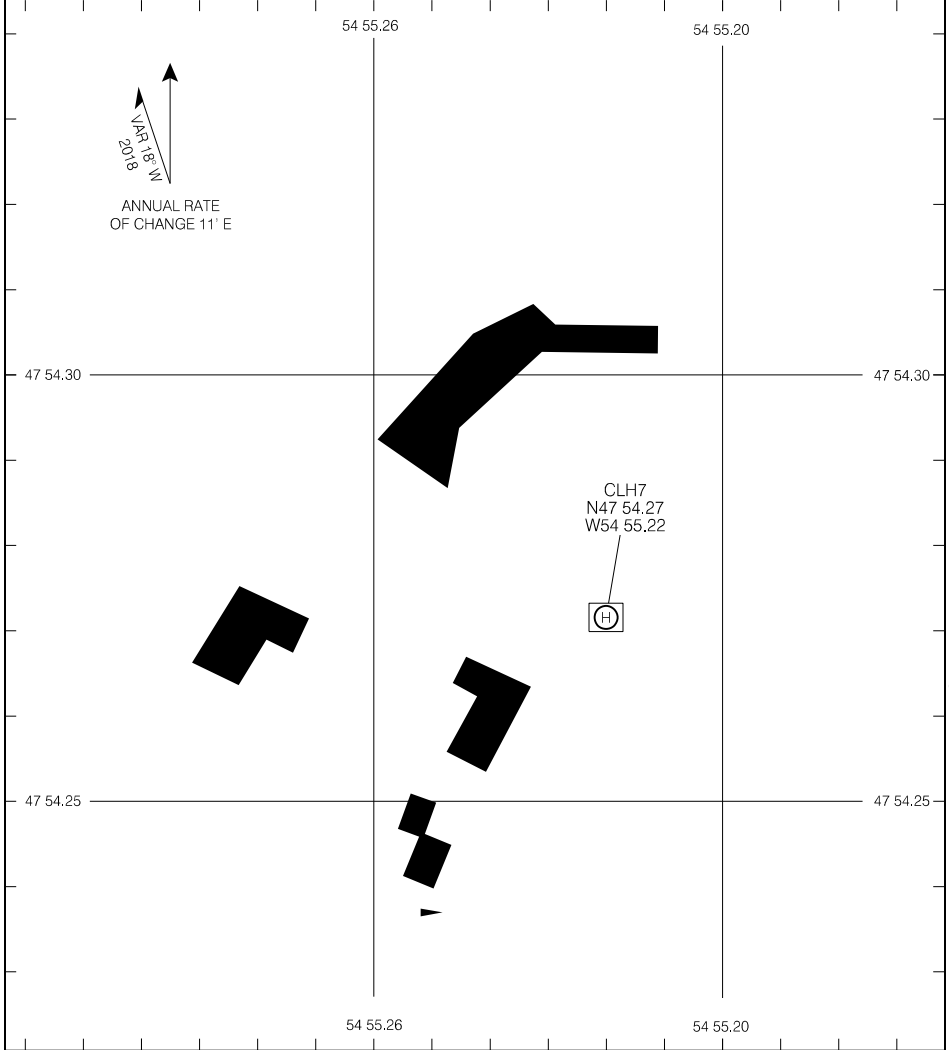 54 55.26
54 55.20
VAR 18° W
2018
ANNUAL RATE
OF CHANGE 11' E
47 54.30
47 54.30
CLH7
N47 54.27
W54 55.22
H
47 54.25
47 54.25
54 55.26
54 55.20